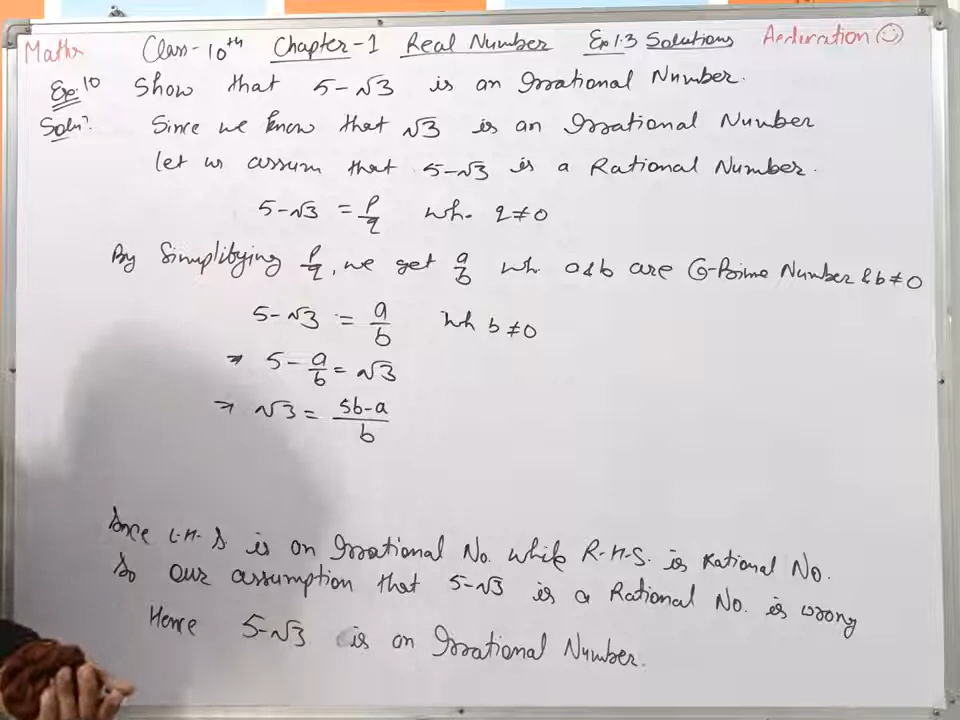 Maths Class-10th Chapter-1 Real Number Ex 1.3 Solutions Aeduration ☺
Ex:10 Show that 5-√3 is an Irrational Number.
Soln:. Since we know that √3 is an Irrational Number
let us assum that 5-√3 is a Rational Number.
5-√3 = p/q wh. q≠0
By Simplifying p/q, we get a/b wh. a&b are Co-Prime Number & b≠0
5-√3 = a/b wh b≠0
⇒ 5-a/b = √3
⇒ √3 = 5b-a/b
Since L.H.S is an Irrational No. while R.H.S. is Rational No.
So our assumption that 5-√3 is a Rational No. is wrong
Hence 5-√3 is an Irrational Number.